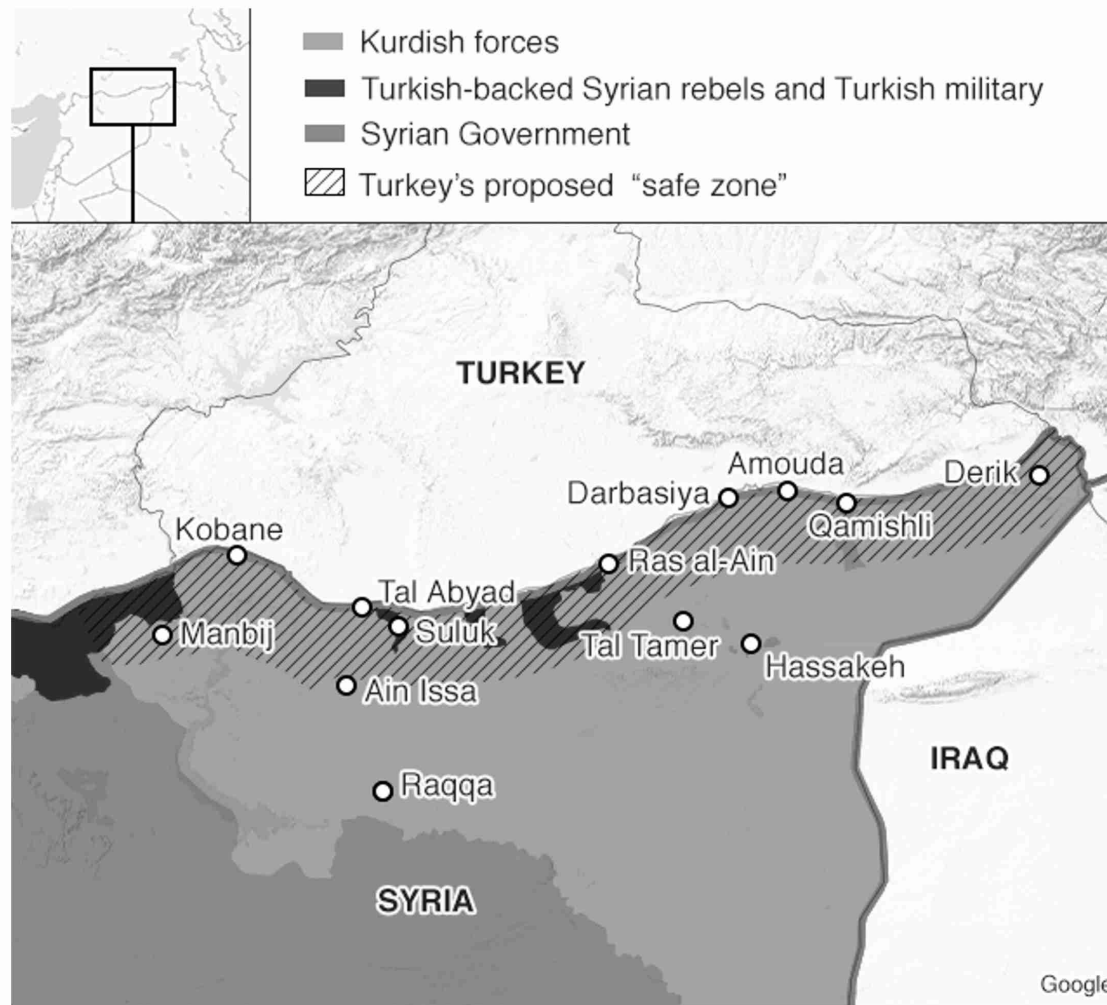 Kurdish forces
Turkish-backed Syrian rebels and Turkish military
Syrian Government
Turkey's proposed “safe zone”
TURKEY
Amouda
Derik
Darbasiya
Qamishli
Kobane
Ras al-Ain
Tal Abyad
Suluk
Manbij
Tal Tamer
Hassakeh
Ain Issa
IRAQ
Raqqa
SYRIA
Google